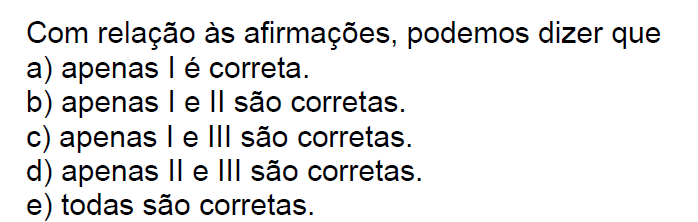 Com relação às afirmações, podemos dizer que
a) apenas I é correta.
b) apenas I e II são corretas.
c) apenas I e III são corretas.
d) apenas II e III são corretas.
e) todas são corretas.